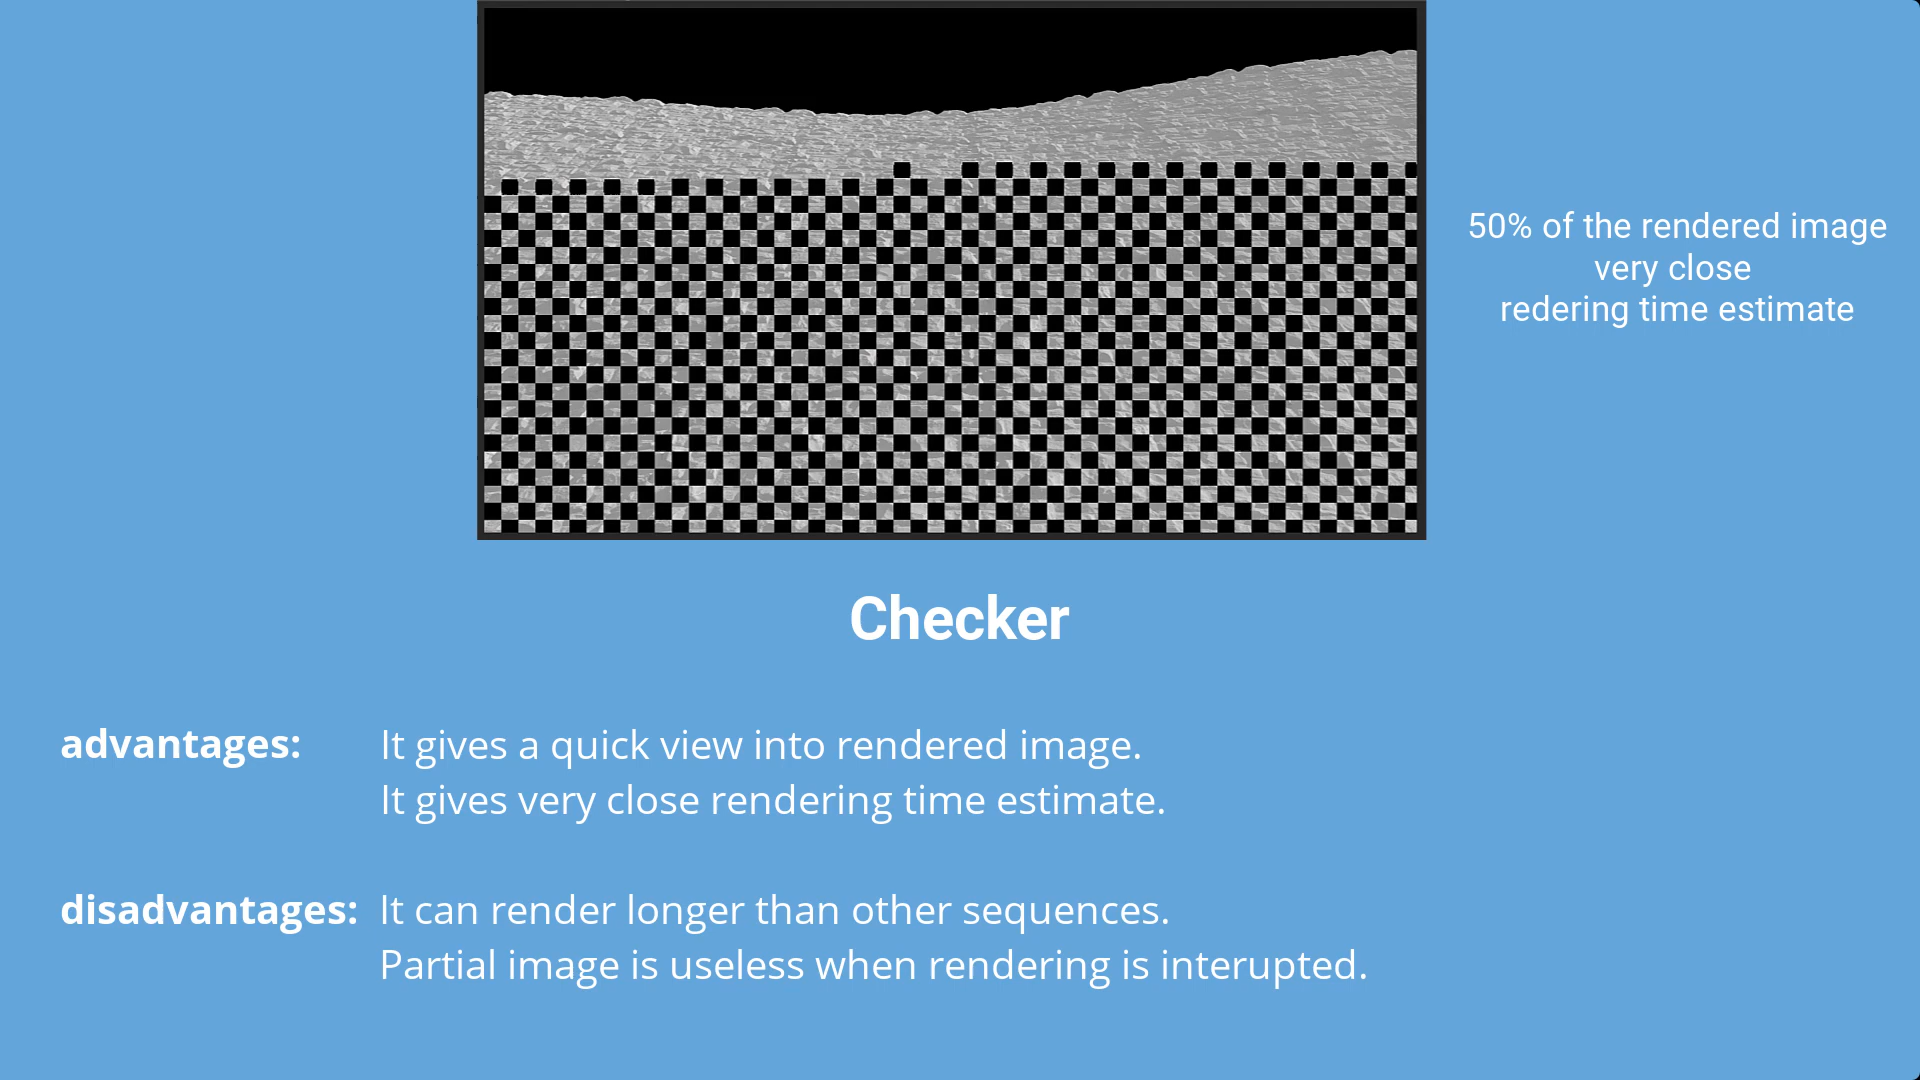 50% of the rendered image
very close
redering time estimate
Checker
advantages: It gives a quick view into rendered image.
It gives very close rendering time estimate.
disadvantages: It can render longer than other sequences.
Partial image is useless when rendering is interupted.